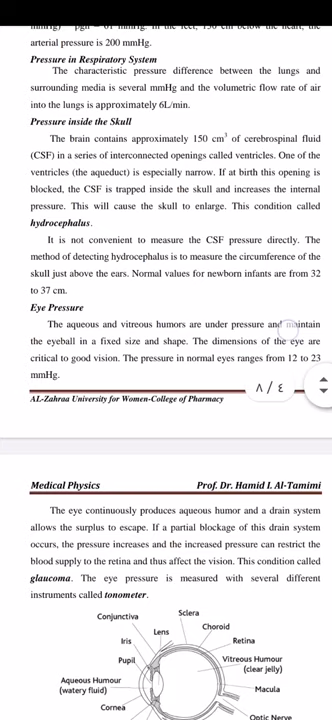 arterial pressure is 200 mmHg.
Pressure in Respiratory System
The characteristic pressure difference between the lungs and
surrounding media is several mmHg and the volumetric flow rate of air
into the lungs is approximately 6L/min.
Pressure inside the Skull
The brain contains approximately 150 cm³ of cerebrospinal fluid
(CSF) in a series of interconnected openings called ventricles. One of the
ventricles (the aqueduct) is especially narrow. If at birth this opening is
blocked, the CSF is trapped inside the skull and increases the internal
pressure. This will cause the skull to enlarge. This condition called
hydrocephalus.
It is not convenient to measure the CSF pressure directly. The
method of detecting hydrocephalus is to measure the circumference of the
skull just above the ears. Normal values for newborn infants are from 32
to 37 cm.
Eye Pressure
The aqueous and vitreous humors are under pressure and maintain
the eyeball in a fixed size and shape. The dimensions of the eye are
critical to good vision. The pressure in normal eyes ranges from 12 to 23
mmHg.
٨ / ٤
AL-Zahraa University for Women-College of Pharmacy
Medical Physics Prof. Dr. Hamid I. Al-Tamimi
The eye continuously produces aqueous humor and a drain system
allows the surplus to escape. If a partial blockage of this drain system
occurs, the pressure increases and the increased pressure can restrict the
blood supply to the retina and thus affect the vision. This condition called
glaucoma. The eye pressure is measured with several different
instruments called tonometer.
Conjunctiva
Sclera
Choroid
Lens
Iris
Retina
Pupil
Vitreous Humour
(clear jelly)
Aqueous Humour
(watery fluid)
Macula
Cornea
Optic Nerve